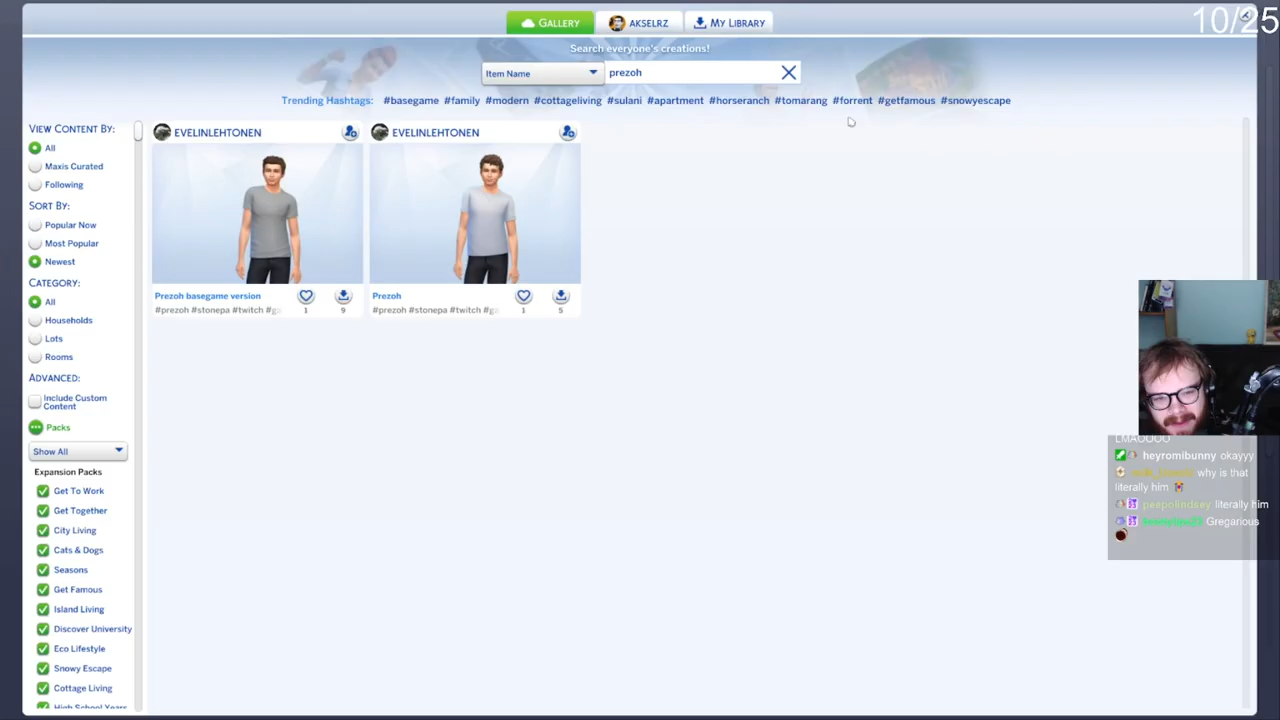 GALLERY
AKSELRZ
MY LIBRARY
10/25
Search everyone's creations!
Item Name
prezoh
Trending Hashtags: #basegame #family #modern #cottageliving #sulani #apartment #horseranch #tomarang #forrent #getfamous #snowyescape
VIEW CONTENT BY:
All
Maxis Curated
Following
SORT BY:
Popular Now
Most Popular
Newest
CATEGORY:
All
Households
Lots
Rooms
ADVANCED:
Include Custom
Content
Packs
Show All
Expansion Packs
Get To Work
Get Together
City Living
Cats & Dogs
Seasons
Get Famous
Island Living
Discover University
Eco Lifestyle
Snowy Escape
Cottage Living
High School Years
EVELINLEHTONEN
Prezoh basegame version
#prezoh #stonepa #twitch #g
1
9
EVELINLEHTONEN
Prezoh
#prezoh #stonepa #twitch #g
1
5
LMAOOOO
heyromibunny okayyy
why is that
literally him
peepolindsey literally him
Gregarious